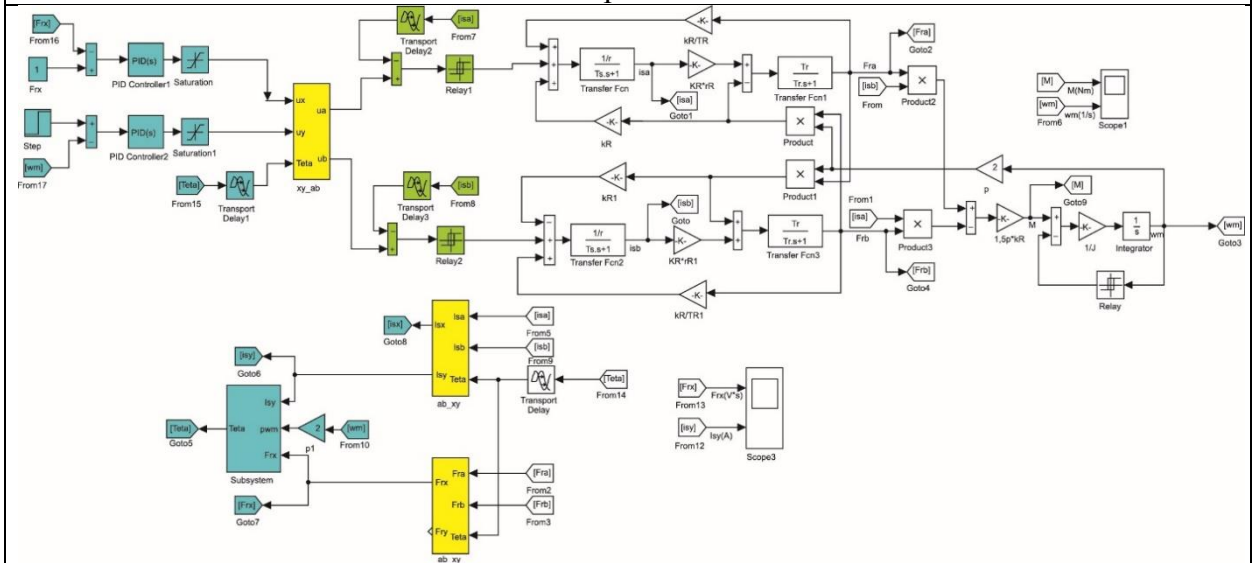 [Frx]
From16
1
Frx
PID(s)
PID Controller1
Saturation
Step
[wm]
From17
PID(s)
PID Controller2
Saturation1
[Teta]
From15
Transport
Delay1
ux
uy
Teta
ua
ub
xy_ab
Transport
Delay2
[isa]
From7
Relay1
Transport
Delay3
[isb]
From8
Relay2
-K-
kR/TR
1/r
Ts.s+1
Transfer Fcn
isa
[isa]
Goto1
-K-
KR*rR
Tr
Tr.s+1
Transfer Fcn1
-K-
kR
×
Product
Fra
[Fra]
Goto2
[isb]
From
×
Product2
[M]
M(Nm)
[wm]
wm(1/s)
From6
Scope1
-K-
kR1
×
Product1
2
p
1/r
Ts.s+1
Transfer Fcn2
isb
[isb]
Goto
-K-
KR*rR1
Tr
Tr.s+1
Transfer Fcn3
-K-
kR/TR1
From1
[isa]
Frb
×
Product3
[Frb]
Goto4
-K-
1,5p*kR
M
[M]
Goto9
-K-
1/J
1
s
Integrator
wm
[wm]
Goto3
Relay
[isx]
Goto8
Isx
Isy
Isa
Isb
Teta
ab_xy
[isa]
From5
[isb]
From9
Transport
Delay
[Teta]
From14
[isy]
Goto6
Isy
pwm
Frx
Teta
Subsystem
[Teta]
Goto5
2
p1
[wm]
From10
[Frx]
Goto7
Frx
Fry
Fra
Frb
Teta
ab_xy
[Fra]
From2
[Frb]
From3
[Frx]
Frx(V*s)
From13
[isy]
Isy(A)
From12
Scope3